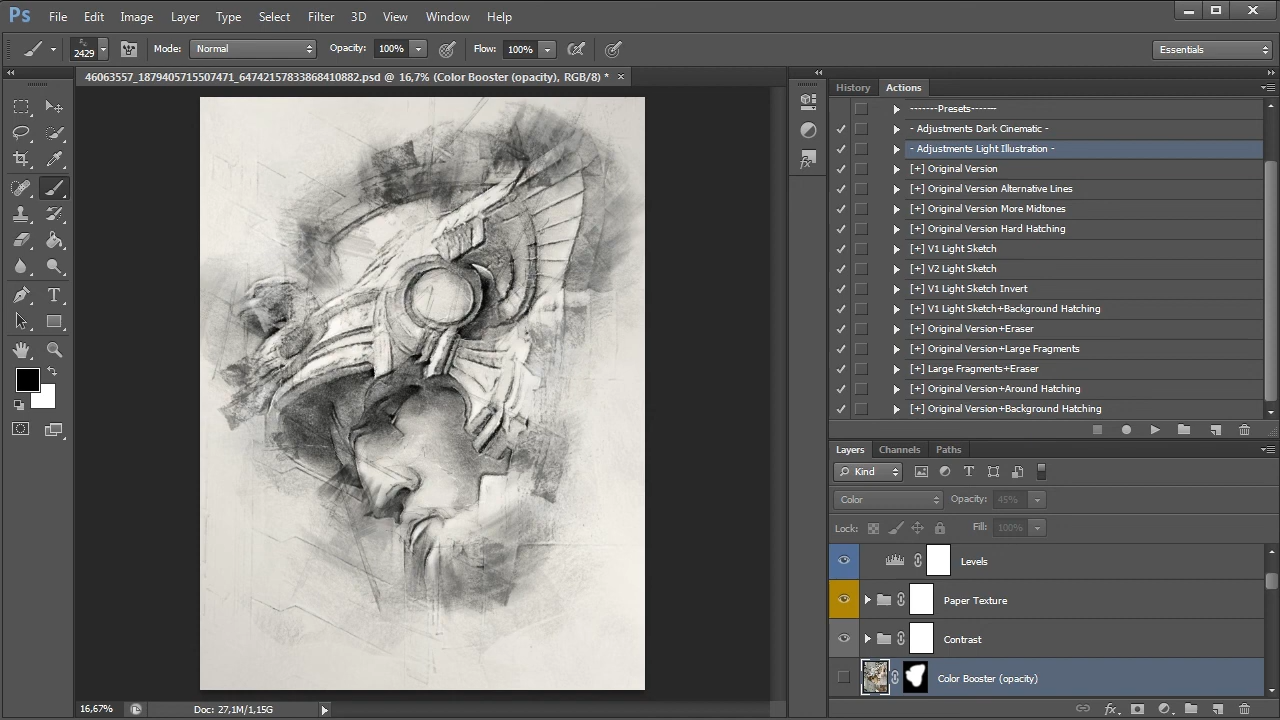 Ps File Edit Image Layer Type Select Filter 3D View Window Help
2429 Mode: Normal Opacity: 100% Flow: 100% Essentials
46063557_1879405715507471_6474215783386841088​2.psd @ 16,7% (Color Booster (opacity), RGB/8) * ×
History Actions
-------Presets-------
- Adjustments Dark Cinematic -
- Adjustments Light Illustration -
[+] Original Version
[+] Original Version Alternative Lines
[+] Original Version More Midtones
[+] Original Version Hard Hatching
[+] V1 Light Sketch
[+] V2 Light Sketch
[+] V1 Light Sketch Invert
[+] V1 Light Sketch+Background Hatching
[+] Original Version+Eraser
[+] Original Version+Large Fragments
[+] Large Fragments+Eraser
[+] Original Version+Around Hatching
[+] Original Version+Background Hatching
Layers Channels Paths
Kind
Color Opacity: 45%
Lock: Fill: 100%
Levels
Paper Texture
Contrast
Color Booster (opacity)
16,67% Doc: 27,1M/1,15G